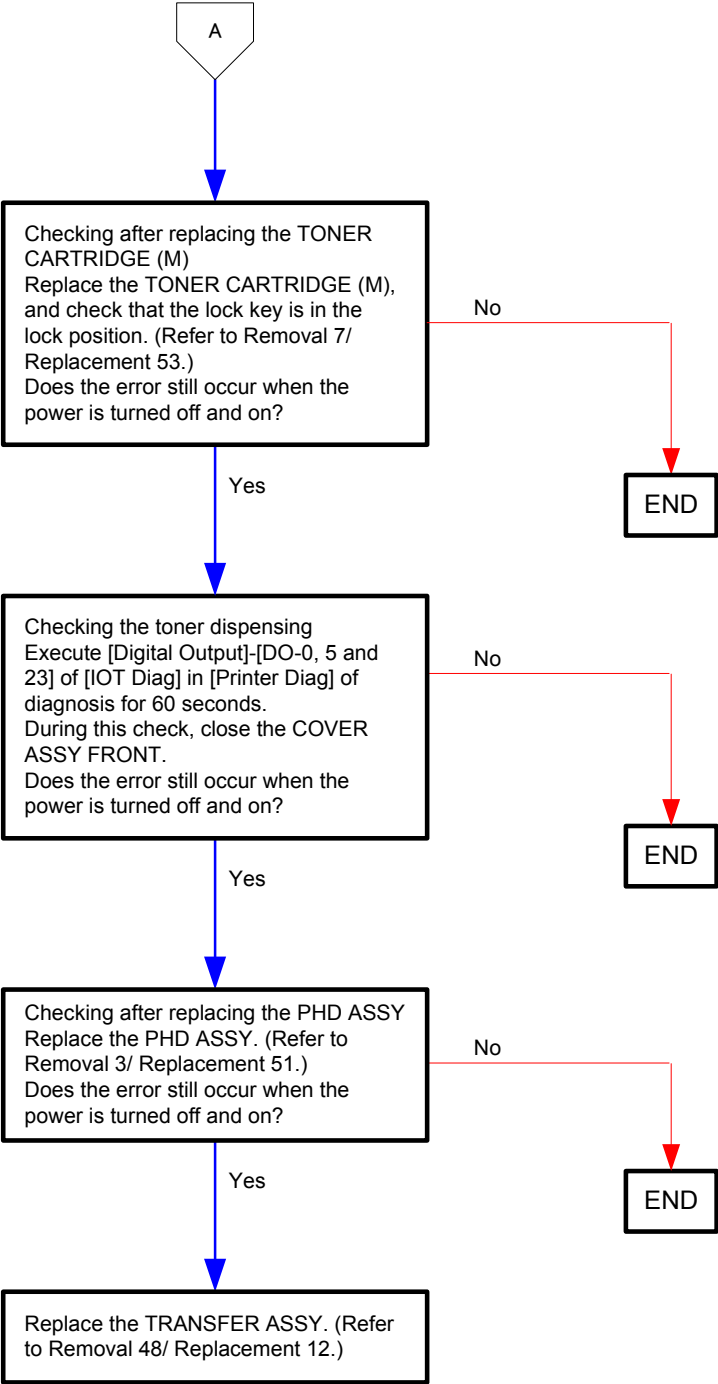 A
Checking after replacing the TONER
CARTRIDGE (M)
Replace the TONER CARTRIDGE (M),
and check that the lock key is in the
lock position. (Refer to Removal 7/
Replacement 53.)
Does the error still occur when the
power is turned off and on?
No
END
Yes
Checking the toner dispensing
Execute [Digital Output]-[DO-0, 5 and
23] of [IOT Diag] in [Printer Diag] of
diagnosis for 60 seconds.
During this check, close the COVER
ASSY FRONT.
Does the error still occur when the
power is turned off and on?
No
END
Yes
Checking after replacing the PHD ASSY
Replace the PHD ASSY. (Refer to
Removal 3/ Replacement 51.)
Does the error still occur when the
power is turned off and on?
No
END
Yes
Replace the TRANSFER ASSY. (Refer
to Removal 48/ Replacement 12.)